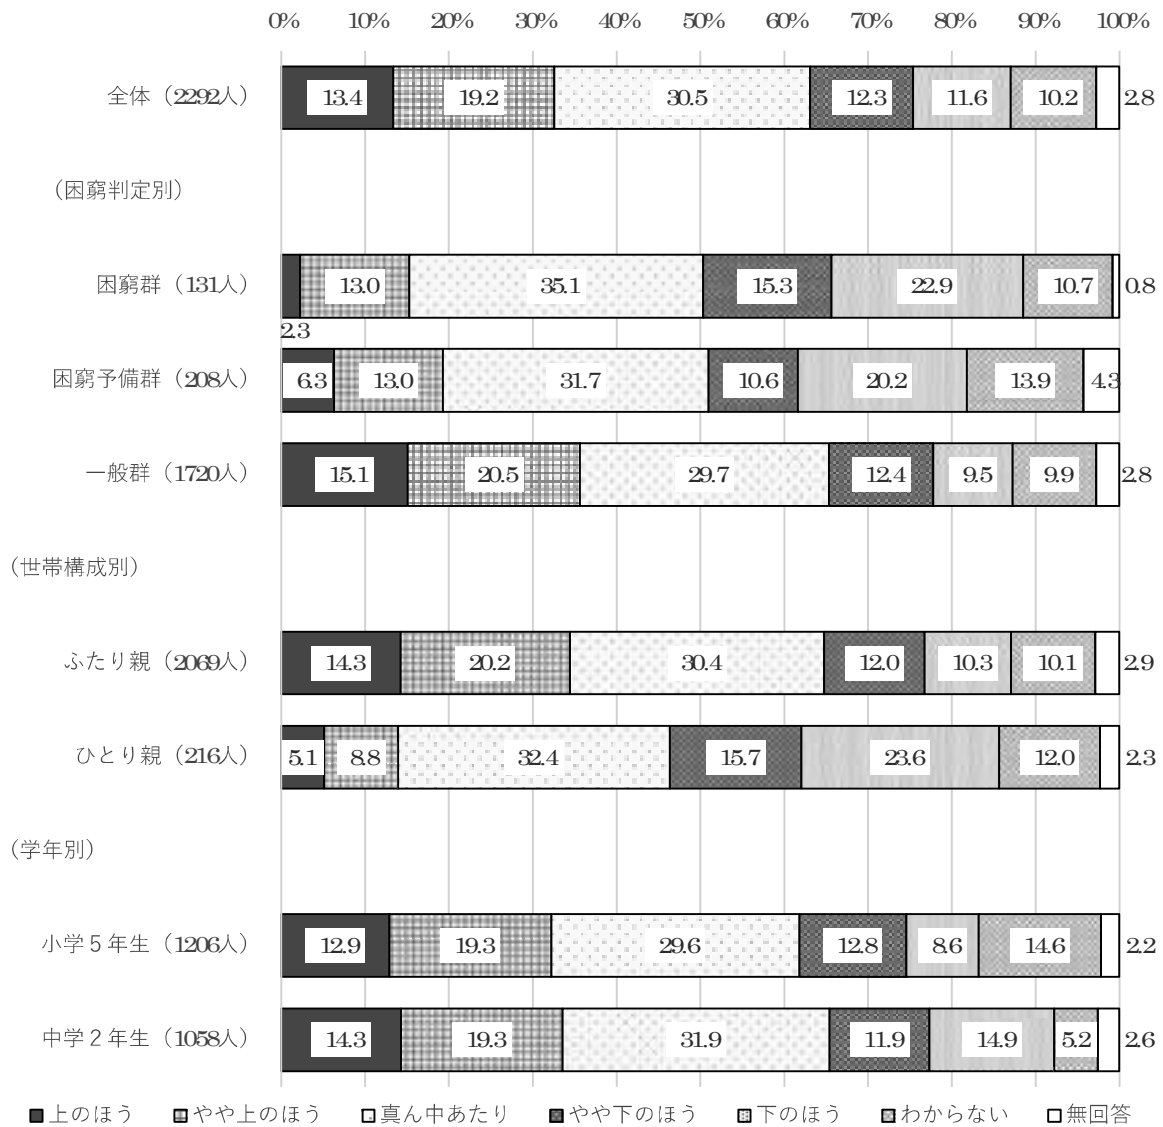 0% 10% 20% 30% 40% 50% 60% 70% 80% 90% 100%
全体（2292人） 13.4 19.2 30.5 12.3 11.6 10.2 2.8
（困窮判定別）
困窮群（131人） 13.0 35.1 15.3 22.9 10.7 0.8
2.3
困窮予備群（208人） 6.3 13.0 31.7 10.6 20.2 13.9 4.3
一般群（1720人） 15.1 20.5 29.7 12.4 9.5 9.9 2.8
（世帯構成別）
ふたり親（2069人） 14.3 20.2 30.4 12.0 10.3 10.1 2.9
ひとり親（216人） 5.1 8.8 32.4 15.7 23.6 12.0 2.3
（学年別）
小学５年生（1206人） 12.9 19.3 29.6 12.8 8.6 14.6 2.2
中学２年生（1058人） 14.3 19.3 31.9 11.9 14.9 5.2 2.6
上のほう やや上のほう 真ん中あたり やや下のほう 下のほう わからない 無回答